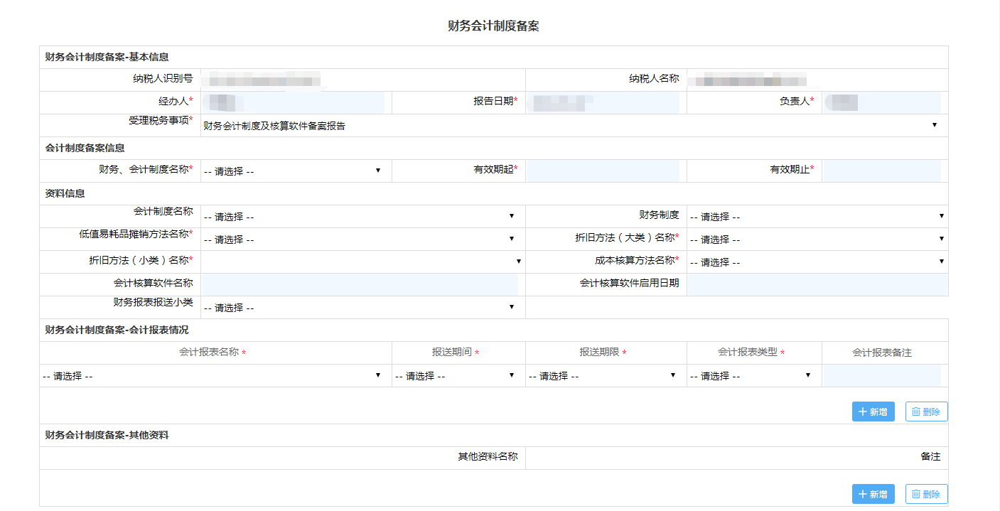 财务会计制度备案
财务会计制度备案-基本信息
纳税人识别号 纳税人名称
经办人* 报告日期* 负责人*
受理税务事项* 财务会计制度及核算软件备案报告
会计制度备案信息
财务、会计制度名称* -- 请选择 -- 有效期起* 有效期止*
资料信息
会计制度名称 -- 请选择 -- 财务制度 -- 请选择 --
低值易耗品摊销方法名称* -- 请选择 -- 折旧方法（大类）名称* -- 请选择 --
折旧方法（小类）名称* 成本核算方法名称* -- 请选择 --
会计核算软件名称 会计核算软件启用日期
财务报表报送小类 -- 请选择 --
财务会计制度备案-会计报表情况
会计报表名称 * 报送期间 * 报送期限 * 会计报表类型 * 会计报表备注
-- 请选择 -- -- 请选择 -- -- 请选择 -- -- 请选择 --
新增 删除
财务会计制度备案-其他资料
其他资料名称 备注
新增 删除